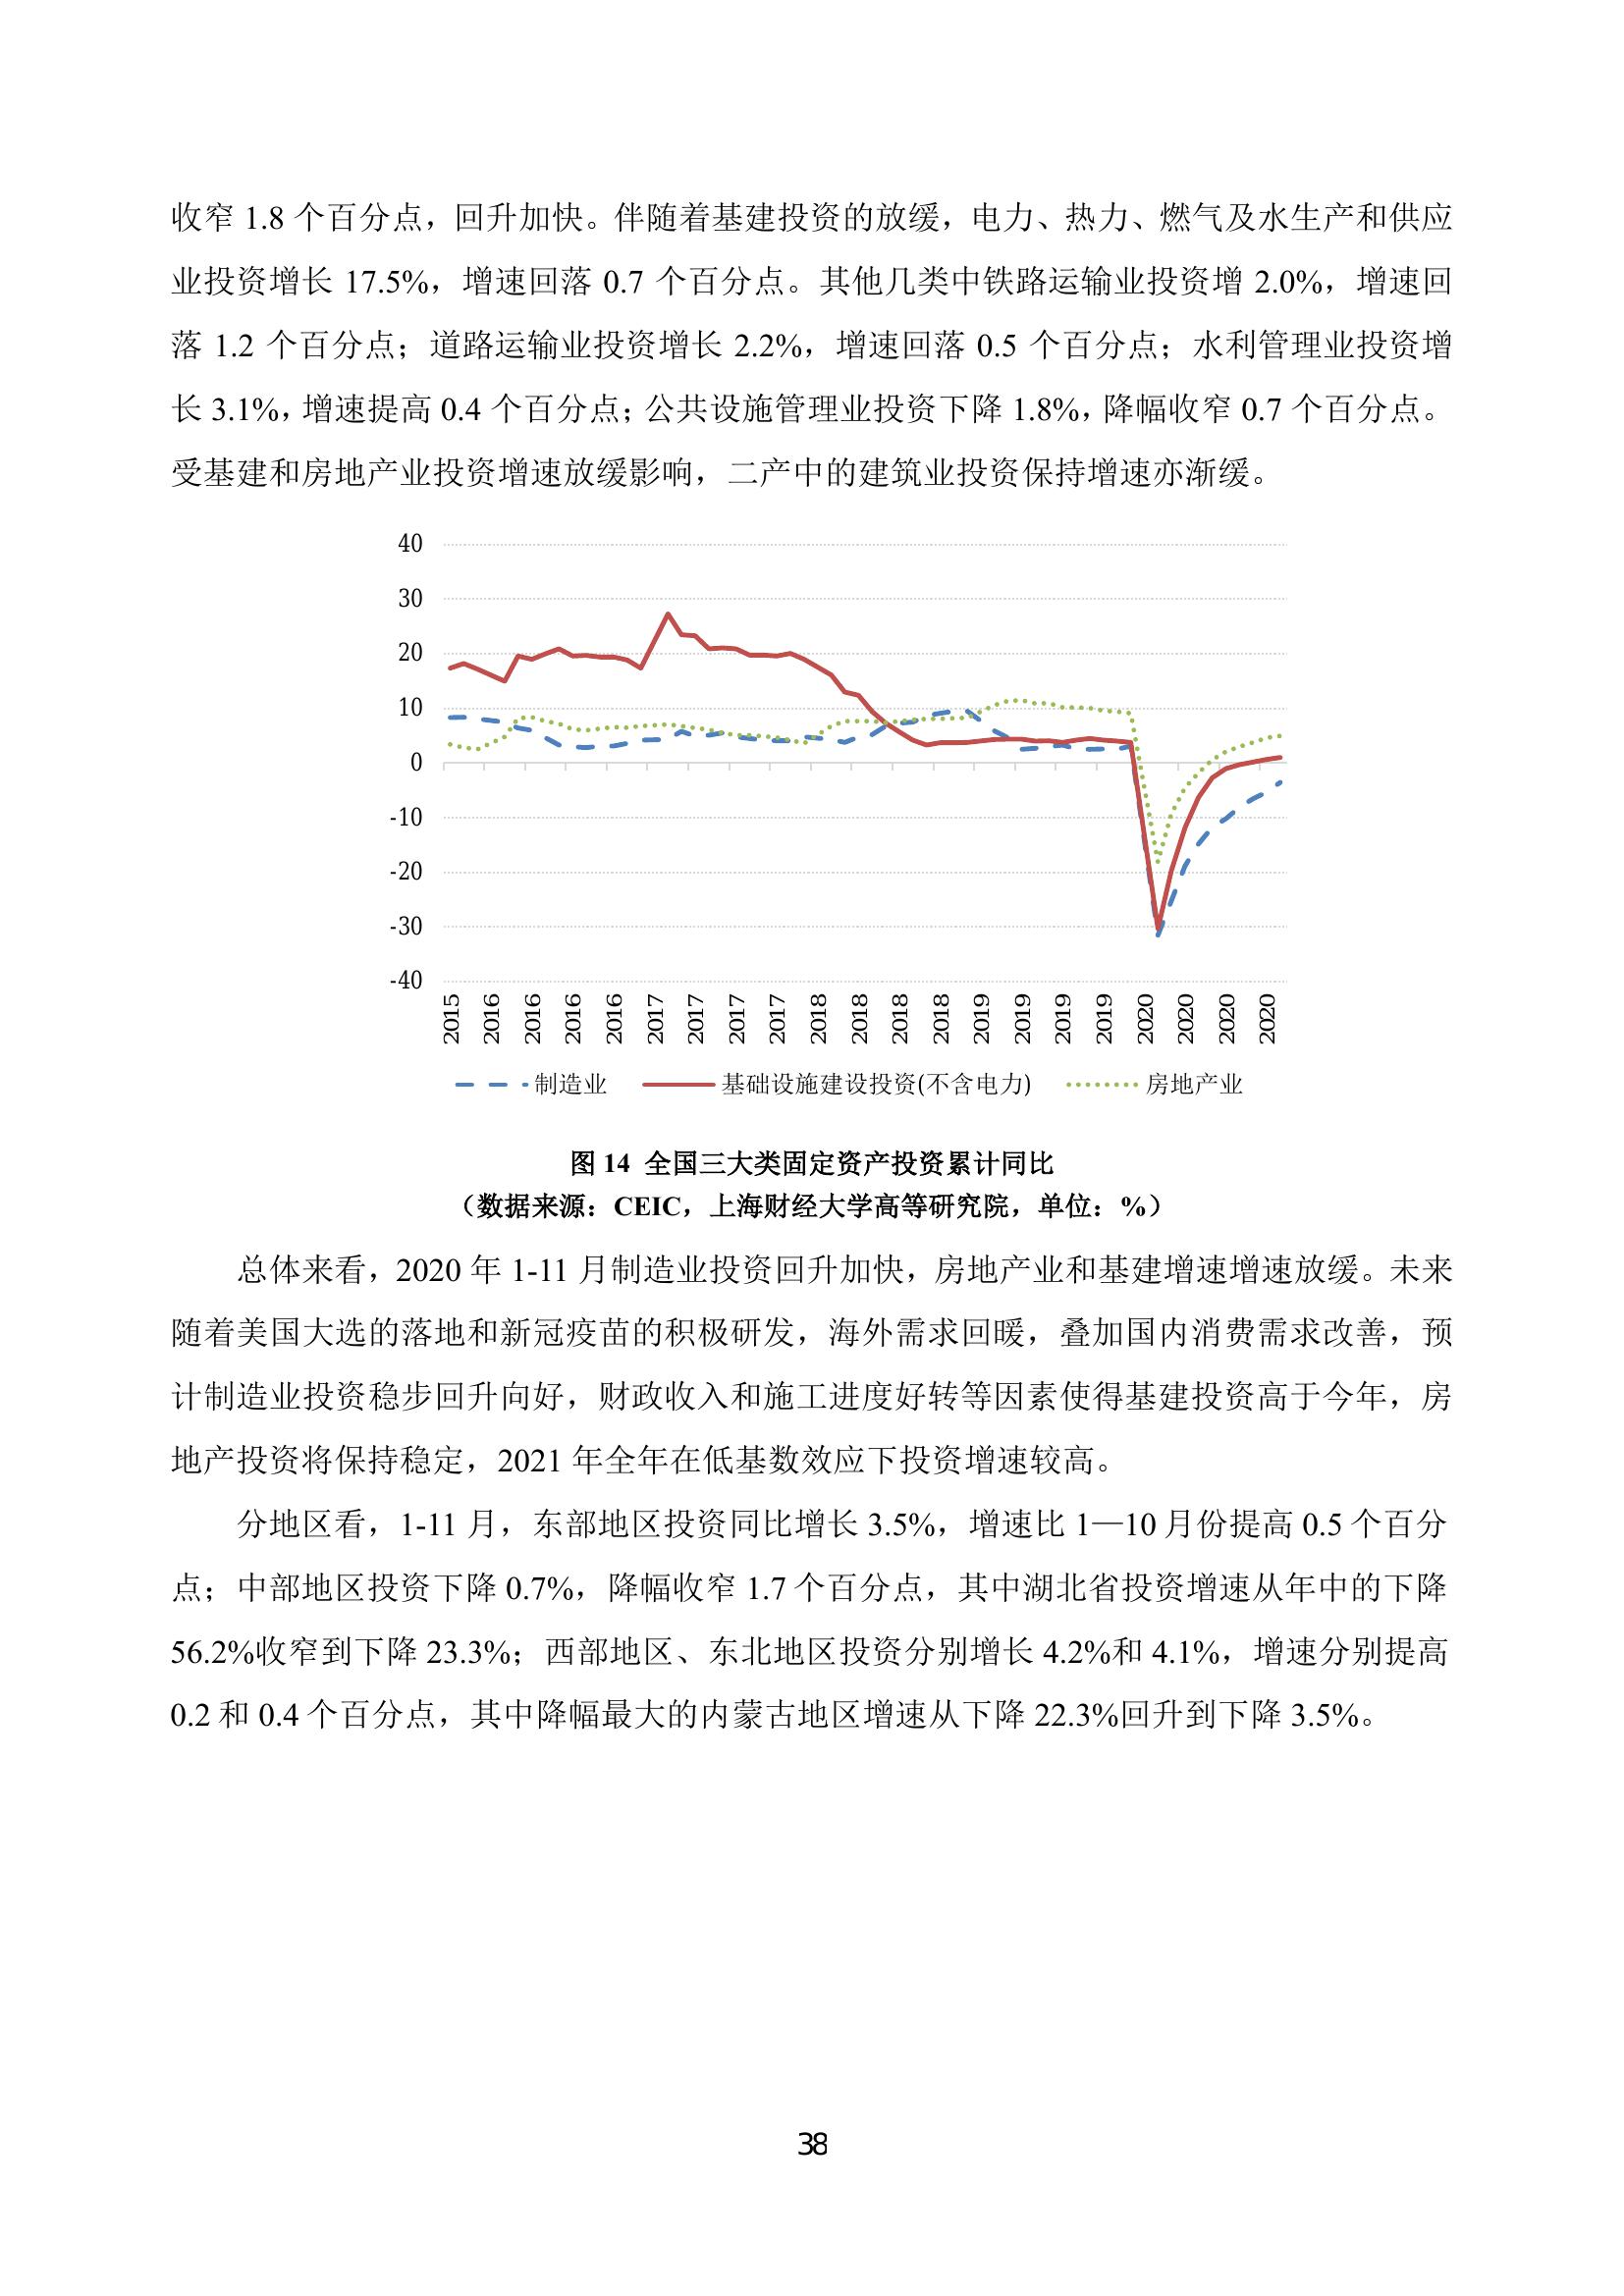 收窄 1.8 个百分点，回升加快。伴随着基建投资的放缓，电力、热力、燃气及水生产和供应
业投资增长 17.5%，增速回落 0.7 个百分点。其他几类中铁路运输业投资增 2.0%，增速回
落 1.2 个百分点；道路运输业投资增长 2.2%，增速回落 0.5 个百分点；水利管理业投资增
长 3.1%，增速提高 0.4 个百分点；公共设施管理业投资下降 1.8%，降幅收窄 0.7 个百分点。
受基建和房地产业投资增速放缓影响，二产中的建筑业投资保持增速亦渐缓。
40
30
20
10
0
-10
-20
-30
-40
2015 2016 2016 2016 2016 2017 2017 2017 2017 2018 2018 2018 2018 2019 2019 2019 2019 2020 2020 2020 2020
制造业 基础设施建设投资(不含电力) 房地产业
图 14 全国三大类固定资产投资累计同比
（数据来源：CEIC，上海财经大学高等研究院，单位：%）
总体来看，2020 年 1-11 月制造业投资回升加快，房地产业和基建增速增速放缓。未来
随着美国大选的落地和新冠疫苗的积极研发，海外需求回暖，叠加国内消费需求改善，预
计制造业投资稳步回升向好，财政收入和施工进度好转等因素使得基建投资高于今年，房
地产投资将保持稳定，2021 年全年在低基数效应下投资增速较高。
分地区看，1-11 月，东部地区投资同比增长 3.5%，增速比 1—10 月份提高 0.5 个百分
点；中部地区投资下降 0.7%，降幅收窄 1.7 个百分点，其中湖北省投资增速从年中的下降
56.2%收窄到下降 23.3%；西部地区、东北地区投资分别增长 4.2%和 4.1%，增速分别提高
0.2 和 0.4 个百分点，其中降幅最大的内蒙古地区增速从下降 22.3%回升到下降 3.5%。
38